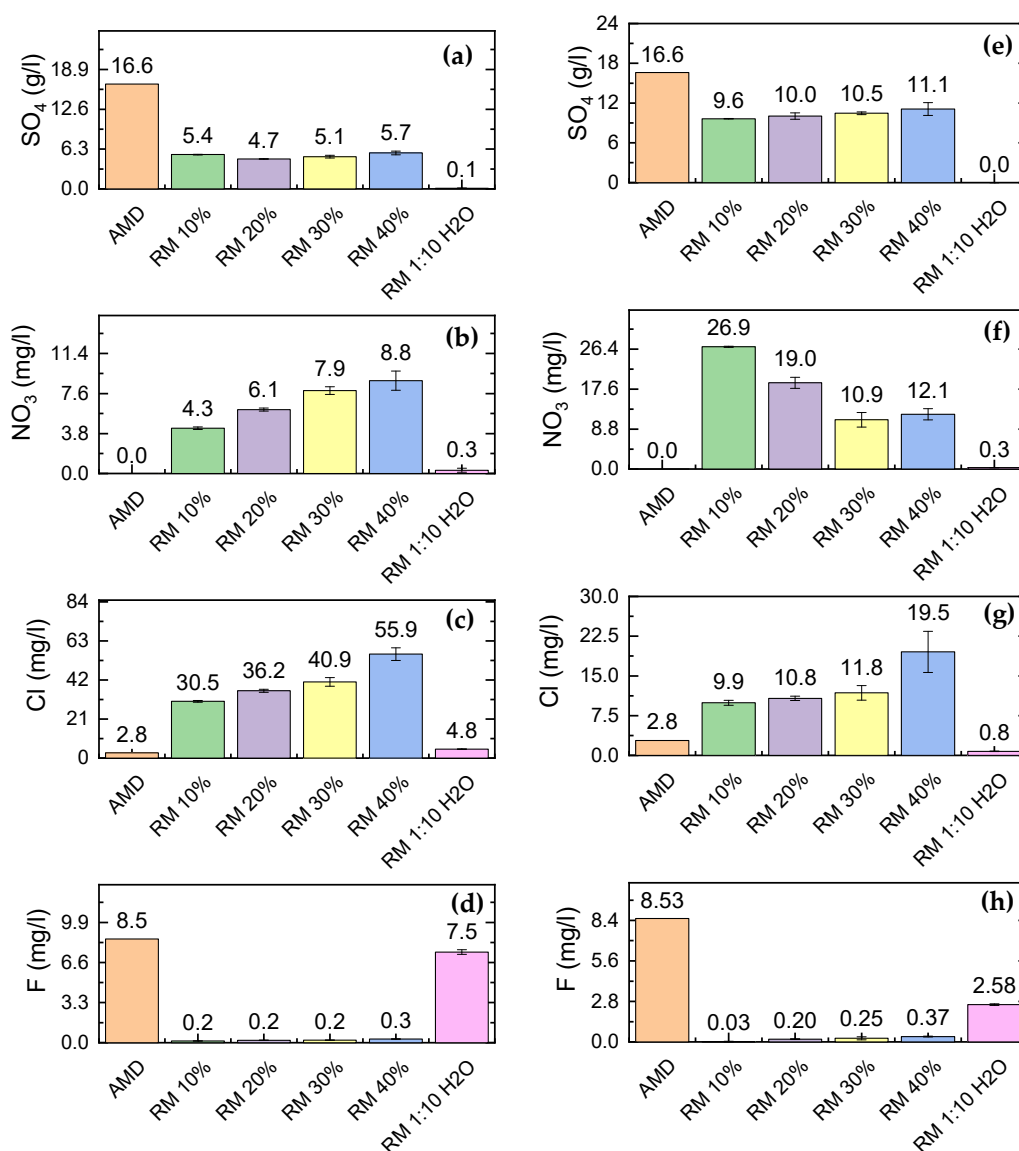 (a)
SO4 (g/l)
18.9
12.6
6.3
0.0
16.6
5.4
4.7
5.1
5.7
0.1
AMD
RM 10%
RM 20%
RM 30%
RM 40%
RM 1:10 H2O
(e)
SO4 (g/l)
24
18
12
6
0
16.6
9.6
10.0
10.5
11.1
0.0
AMD
RM 10%
RM 20%
RM 30%
RM 40%
RM 1:10 H2O
(b)
NO3 (mg/l)
11.4
7.6
3.8
0.0
0.0
4.3
6.1
7.9
8.8
0.3
AMD
RM 10%
RM 20%
RM 30%
RM 40%
RM 1:10 H2O
(f)
NO3 (mg/l)
26.4
17.6
8.8
0.0
0.0
26.9
19.0
10.9
12.1
0.3
AMD
RM 10%
RM 20%
RM 30%
RM 40%
RM 1:10 H2O
(c)
Cl (mg/l)
84
63
42
21
0
2.8
30.5
36.2
40.9
55.9
4.8
AMD
RM 10%
RM 20%
RM 30%
RM 40%
RM 1:10 H2O
(g)
Cl (mg/l)
30.0
22.5
15.0
7.5
0.0
2.8
9.9
10.8
11.8
19.5
0.8
AMD
RM 10%
RM 20%
RM 30%
RM 40%
RM 1:10 H2O
(d)
F (mg/l)
9.9
6.6
3.3
0.0
8.5
0.2
0.2
0.2
0.3
7.5
AMD
RM 10%
RM 20%
RM 30%
RM 40%
RM 1:10 H2O
(h)
F (mg/l)
8.4
5.6
2.8
0.0
8.53
0.03
0.20
0.25
0.37
2.58
AMD
RM 10%
RM 20%
RM 30%
RM 40%
RM 1:10 H2O